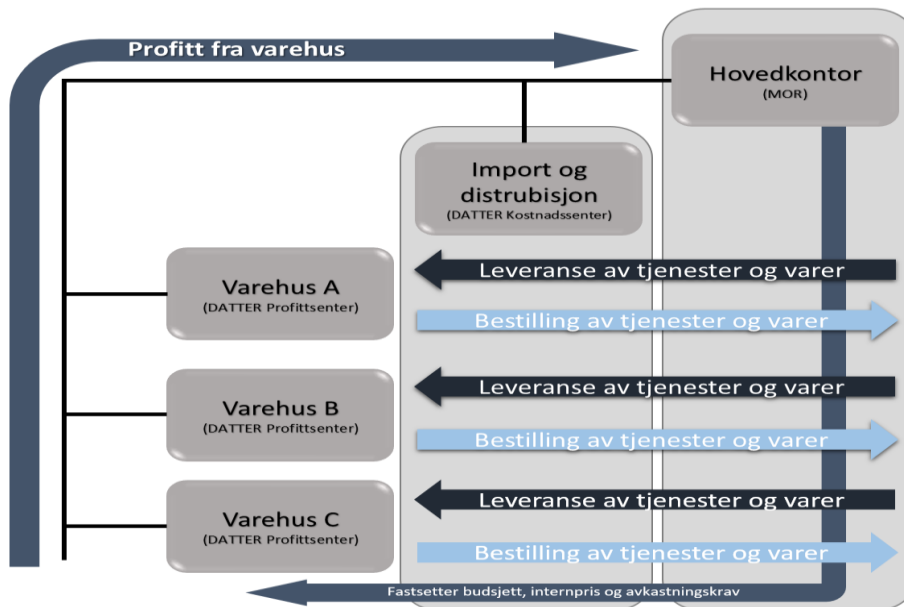 Profitt fra varehus
Hovedkontor
(MOR)
Import og
distrubisjon
(DATTER Kostnadssenter)
Varehus A
(DATTER Profittsenter)
Leveranse av tjenester og varer
Bestilling av tjenester og varer
Varehus B
(DATTER Profittsenter)
Leveranse av tjenester og varer
Bestilling av tjenester og varer
Varehus C
(DATTER Profittsenter)
Leveranse av tjenester og varer
Bestilling av tjenester og varer
Fastsetter budsjett, internpris og avkastningskrav